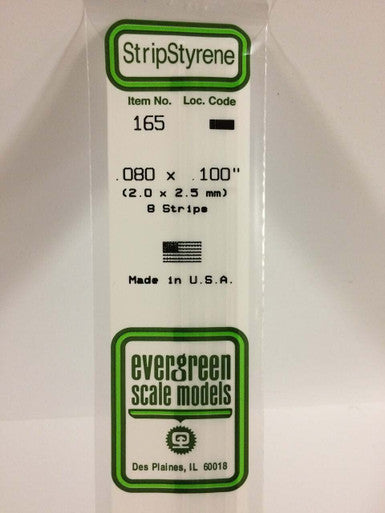 StripStyrene
Item No. Loc. Code
165
.080 x .100"
(2.0 x 2.5 mm)
8 Strips
Made in U.S.A.
evergreen
scale models
Des Plaines, IL 60018